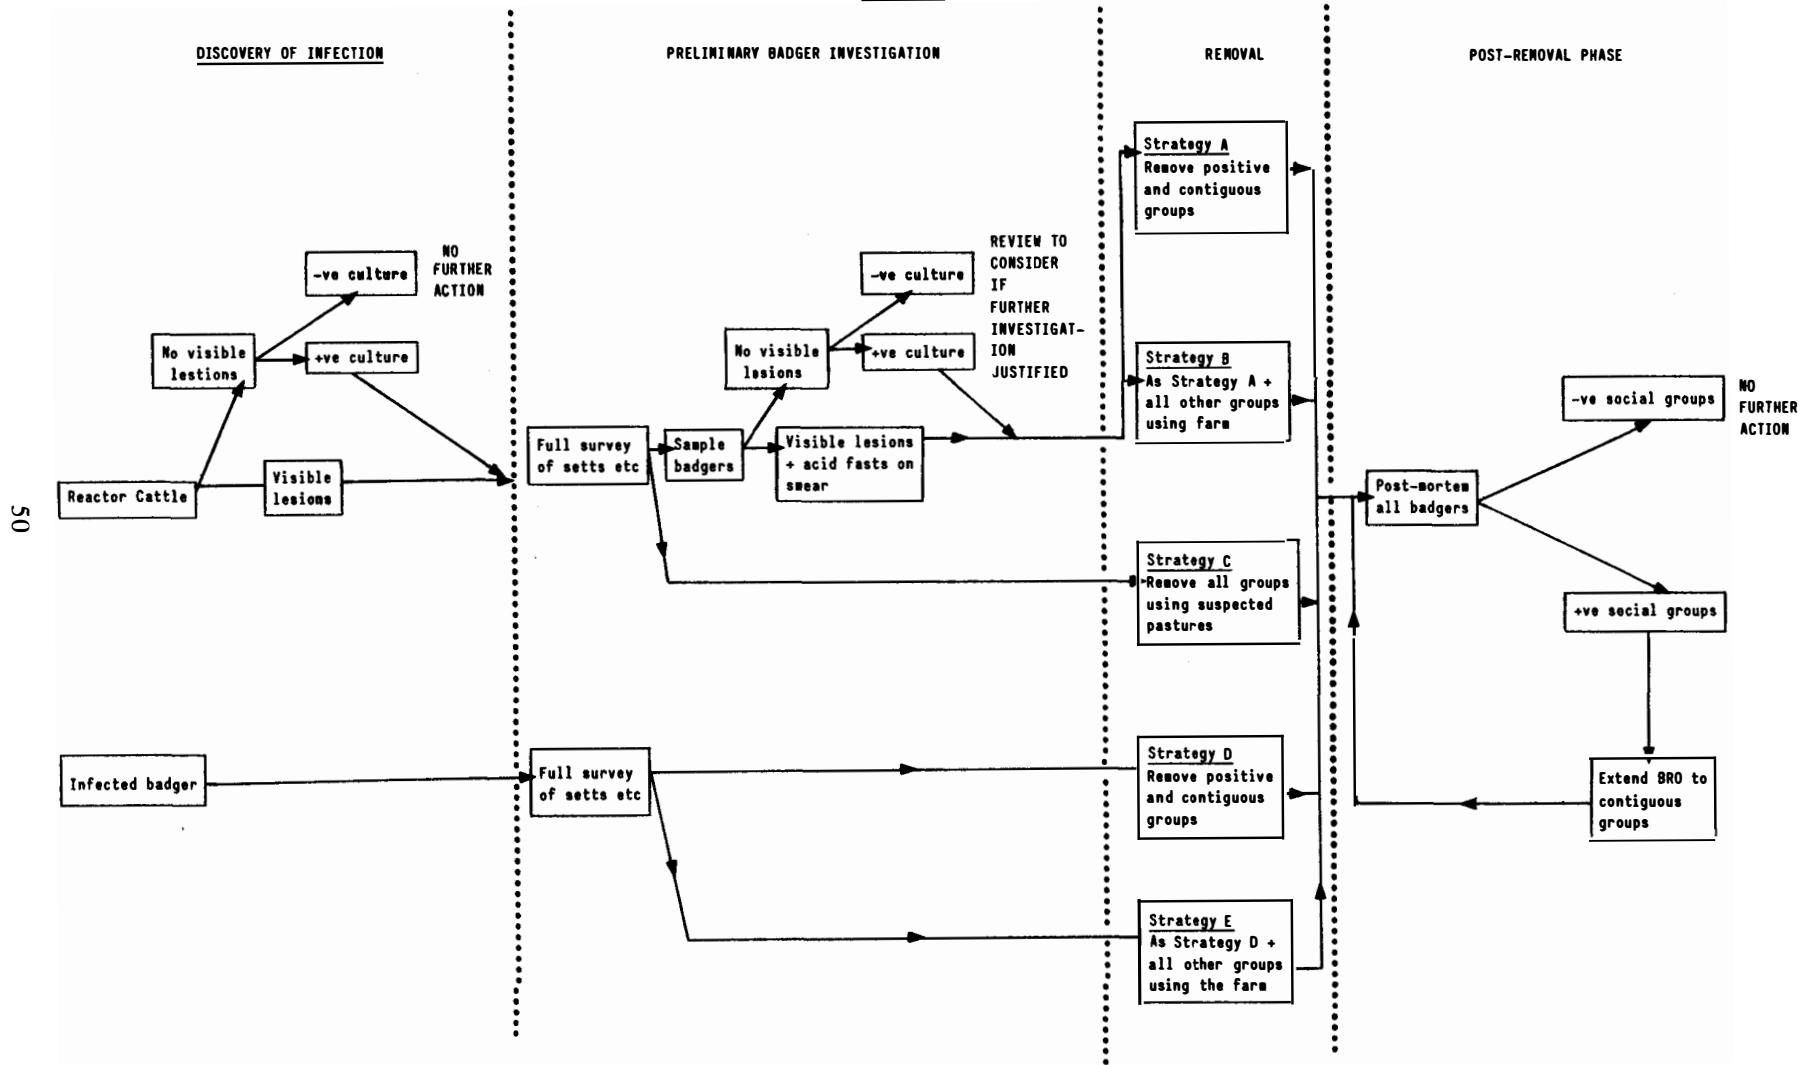 DISCOVERY OF INFECTION
PRELIMINARY BADGER INVESTIGATION
REMOVAL
POST-REMOVAL PHASE
-ve culture
NO
FURTHER
ACTION
No visible
lestions
+ve culture
Reactor Cattle
Visible
lesions
Infected badger
-ve culture
REVIEW TO
CONSIDER
IF
FURTHER
INVESTIGAT-
ION
JUSTIFIED
No visible
lesions
+ve culture
Full survey
of setts etc
Sample
badgers
Visible lesions
+ acid fasts on
smear
Full survey
of setts etc
Strategy A
Remove positive
and contiguous
groups
Strategy B
As Strategy A +
all other groups
using farm
Strategy C
Remove all groups
using suspected
pastures
Strategy D
Remove positive
and contiguous
groups
Strategy E
As Strategy D +
all other groups
using the farm
-ve social groups
NO
FURTHER
ACTION
Post-mortem
all badgers
+ve social groups
Extend BRO to
contiguous
groups
50